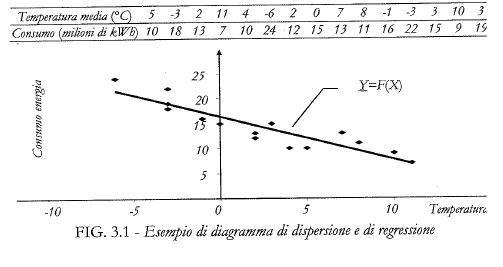 Temperatura media (°C) 5 -3 2 11 4 -6 2 0 7 8 -1 -3 3 10 3
Consumo (milioni di kWh) 10 18 13 7 10 24 12 15 13 11 16 22 15 9 19
25
20
15
10
5
Consumo energia
Y=F(X)
-10 -5 0 5 10 Temperatura
FIG. 3.1 - Esempio di diagramma di dispersione e di regressione